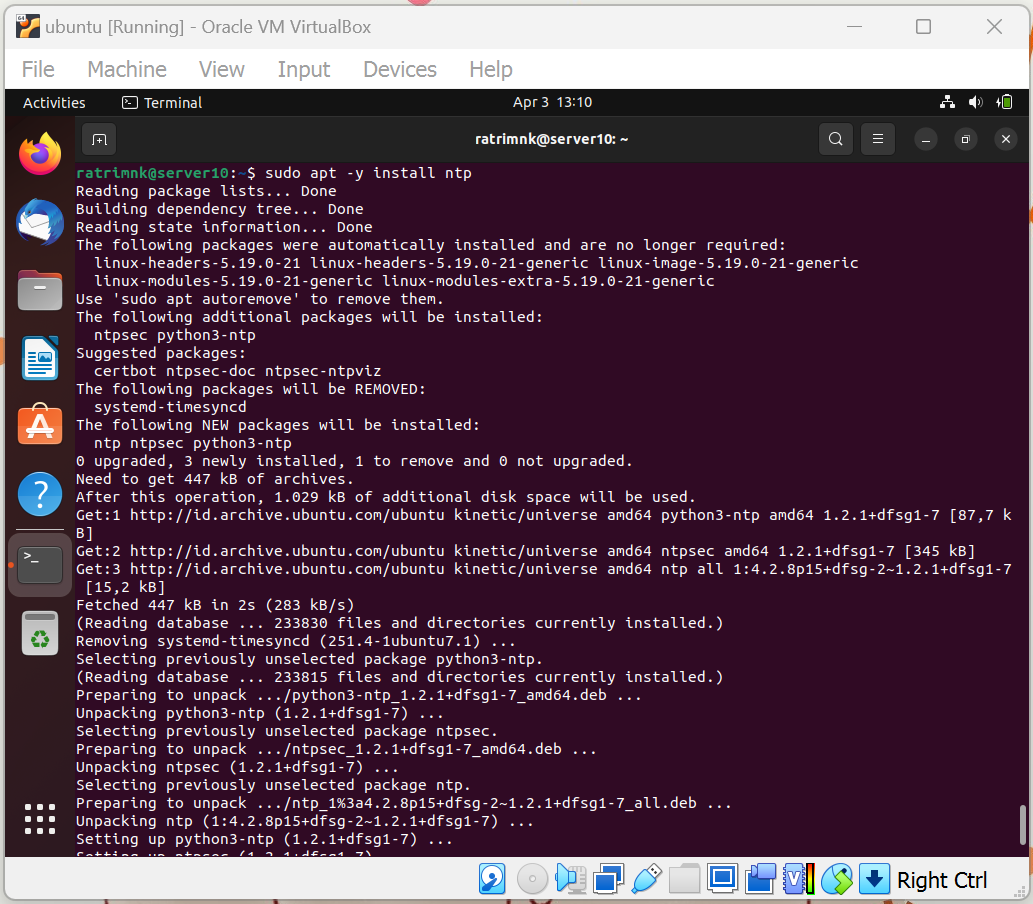 ubuntu [Running] - Oracle VM VirtualBox
File Machine View Input Devices Help
Activities Terminal Apr 3 13:10
ratrimnk@server10: ~
ratrimnk@server10:~$ sudo apt -y install ntp
Reading package lists... Done
Building dependency tree... Done
Reading state information... Done
The following packages were automatically installed and are no longer required:
linux-headers-5.19.0-21 linux-headers-5.19.0-21-generic linux-image-5.19.0-21-generic
linux-modules-5.19.0-21-generic linux-modules-extra-5.19.0-21-generic
Use 'sudo apt autoremove' to remove them.
The following additional packages will be installed:
ntpsec python3-ntp
Suggested packages:
certbot ntpsec-doc ntpsec-ntpviz
The following packages will be REMOVED:
systemd-timesyncd
The following NEW packages will be installed:
ntp ntpsec python3-ntp
0 upgraded, 3 newly installed, 1 to remove and 0 not upgraded.
Need to get 447 kB of archives.
After this operation, 1.029 kB of additional disk space will be used.
Get:1 http://id.archive.ubuntu.com/ubuntu kinetic/universe amd64 python3-ntp amd64 1.2.1+dfsg1-7 [87,7 k
B]
Get:2 http://id.archive.ubuntu.com/ubuntu kinetic/universe amd64 ntpsec amd64 1.2.1+dfsg1-7 [345 kB]
Get:3 http://id.archive.ubuntu.com/ubuntu kinetic/universe amd64 ntp all 1:4.2.8p15+dfsg-2~1.2.1+dfsg1-7
[15,2 kB]
Fetched 447 kB in 2s (283 kB/s)
(Reading database ... 233830 files and directories currently installed.)
Removing systemd-timesyncd (251.4-1ubuntu7.1) ...
Selecting previously unselected package python3-ntp.
(Reading database ... 233815 files and directories currently installed.)
Preparing to unpack .../python3-ntp_1.2.1+dfsg1-7_amd64.deb ...
Unpacking python3-ntp (1.2.1+dfsg1-7) ...
Selecting previously unselected package ntpsec.
Preparing to unpack .../ntpsec_1.2.1+dfsg1-7_amd64.deb ...
Unpacking ntpsec (1.2.1+dfsg1-7) ...
Selecting previously unselected package ntp.
Preparing to unpack .../ntp_1%3a4.2.8p15+dfsg-2~1.2.1+dfsg1-7_all.deb ...
Unpacking ntp (1:4.2.8p15+dfsg-2~1.2.1+dfsg1-7) ...
Setting up python3-ntp (1.2.1+dfsg1-7) ...
Setting up ntpsec (1.2.1+dfsg1-7)
Right Ctrl